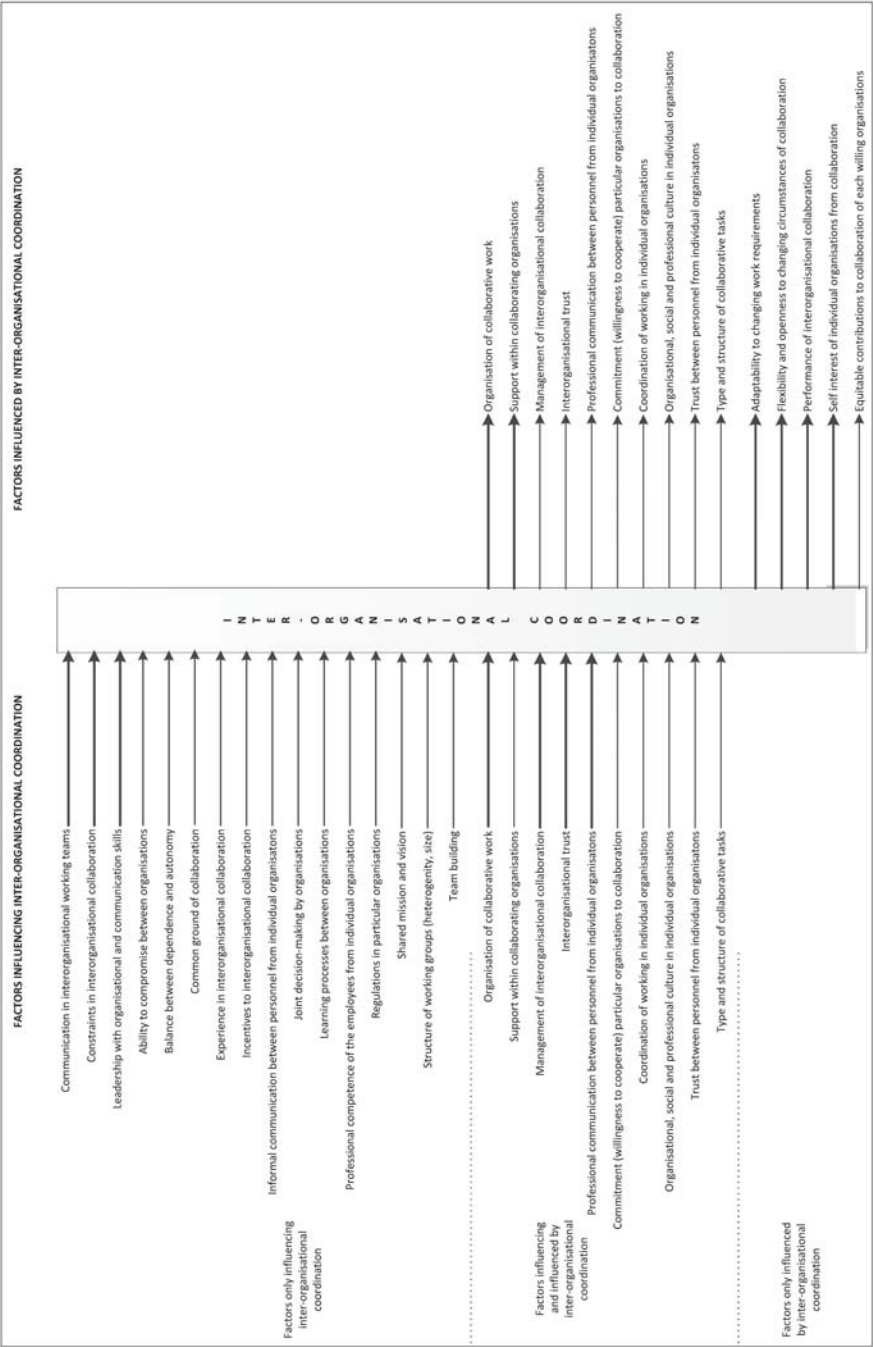 FACTORS INFLUENCING INTER-ORGANISATIONAL COORDINATION
FACTORS INFLUENCED BY INTER-ORGANISATIONAL COORDINATION
Factors only influencing
inter-organisational
coordination
Communication in interorganisational working teams
Constraints in interorganisational collaboration
Leadership with organisational and communication skills
Ability to compromise between organisations
Balance between dependence and autonomy
Common ground of collaboration
Experience in interorganisational collaboration
Incentives to interorganisational collaboration
Informal communication between personnel from individual organisatons
Joint decision-making by organisations
Learning processes between organisations
Professional competence of the employees from individual organisations
Regulations in particular organisations
Shared mission and vision
Structure of working groups (heterogenity, size)
Team building
Factors influencing
and influenced by
inter-organisational
coordination
Organisation of collaborative work
Support within collaborating organisations
Management of interorganisational collaboration
Interorganisational trust
Professional communication between personnel from individual organisatons
Commitment (willingness to cooperate) particular organisations to collaboration
Coordination of working in individual organisations
Organisational, social and professional culture in individual organisations
Trust between personnel from individual organisatons
Type and structure of collaborative tasks
Factors only influenced
by inter-organisational
coordination
INTER-ORGANISATIONAL COORDINATION
Organisation of collaborative work
Support within collaborating organisations
Management of interorganisational collaboration
Interorganisational trust
Professional communication between personnel from individual organisatons
Commitment (willingness to cooperate) particular organisations to collaboration
Coordination of working in individual organisations
Organisational, social and professional culture in individual organisations
Trust between personnel from individual organisatons
Type and structure of collaborative tasks
Adaptability to changing work requirements
Flexibility and openness to changing circumstances of collaboration
Performance of interorganisational collaboration
Self interest of individual organisations from collaboration
Equitable contributions to collaboration of each willing organisations